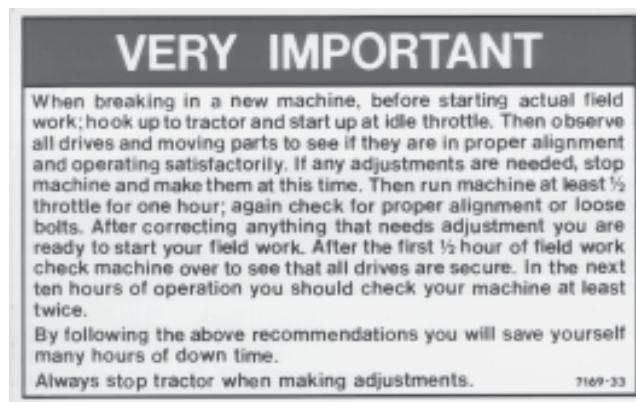 VERY IMPORTANT
When breaking in a new machine, before starting actual field
work; hook up to tractor and start up at idle throttle. Then observe
all drives and moving parts to see if they are in proper alignment
and operating satisfactorily. If any adjustments are needed, stop
machine and make them at this time. Then run machine at least ½
throttle for one hour; again check for proper alignment or loose
bolts. After correcting anything that needs adjustment you are
ready to start your field work. After the first ½ hour of field work
check machine over to see that all drives are secure. In the next
ten hours of operation you should check your machine at least
twice.
By following the above recommendations you will save yourself
many hours of down time.
Always stop tractor when making adjustments. 7169-33